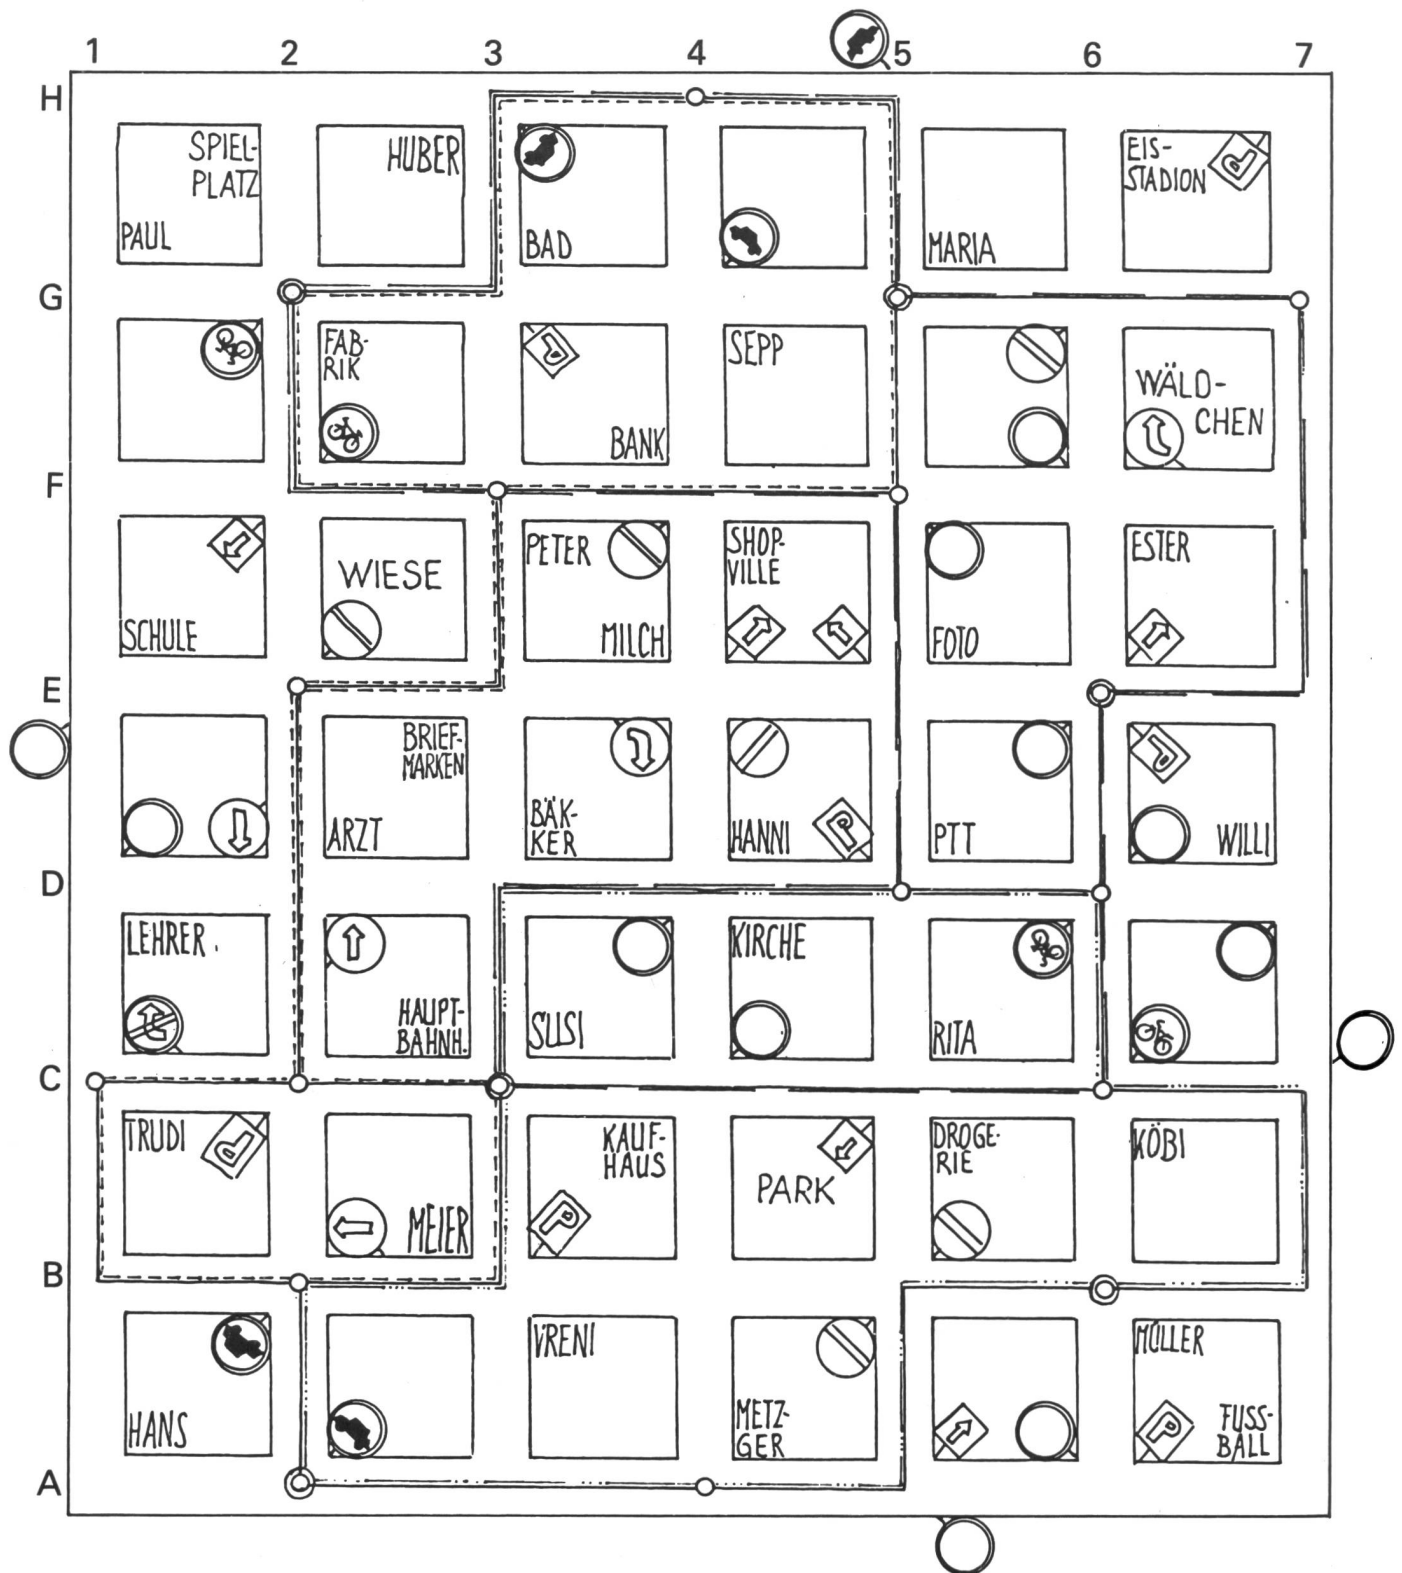 1 2 3 4 5 6 7
H
SPIEL-
PLATZ
PAUL
HUBER
BAD
MARIA
EIS-
STADION
P
G
FAB-
RIK
P
BANK
SEPP
WÄLD-
CHEN
F
SCHULE
WIESE
PETER
MILCH
SHOP-
VILLE
FOTO
ESTER
E
BRIEF-
MARKEN
ARZT
BÄK-
KER
HANNI
P
PTT
P
WILLI
D
LEHRER
HAUPT-
BAHNH.
SUSI
KIRCHE
RITA
C
TRUDI
P
MEIER
KAUF-
HAUS
P
PARK
DROGE-
RIE
KÖBI
B
HANS
VRENI
METZ-
GER
MÜLLER
P
FUSS-
BALL
A